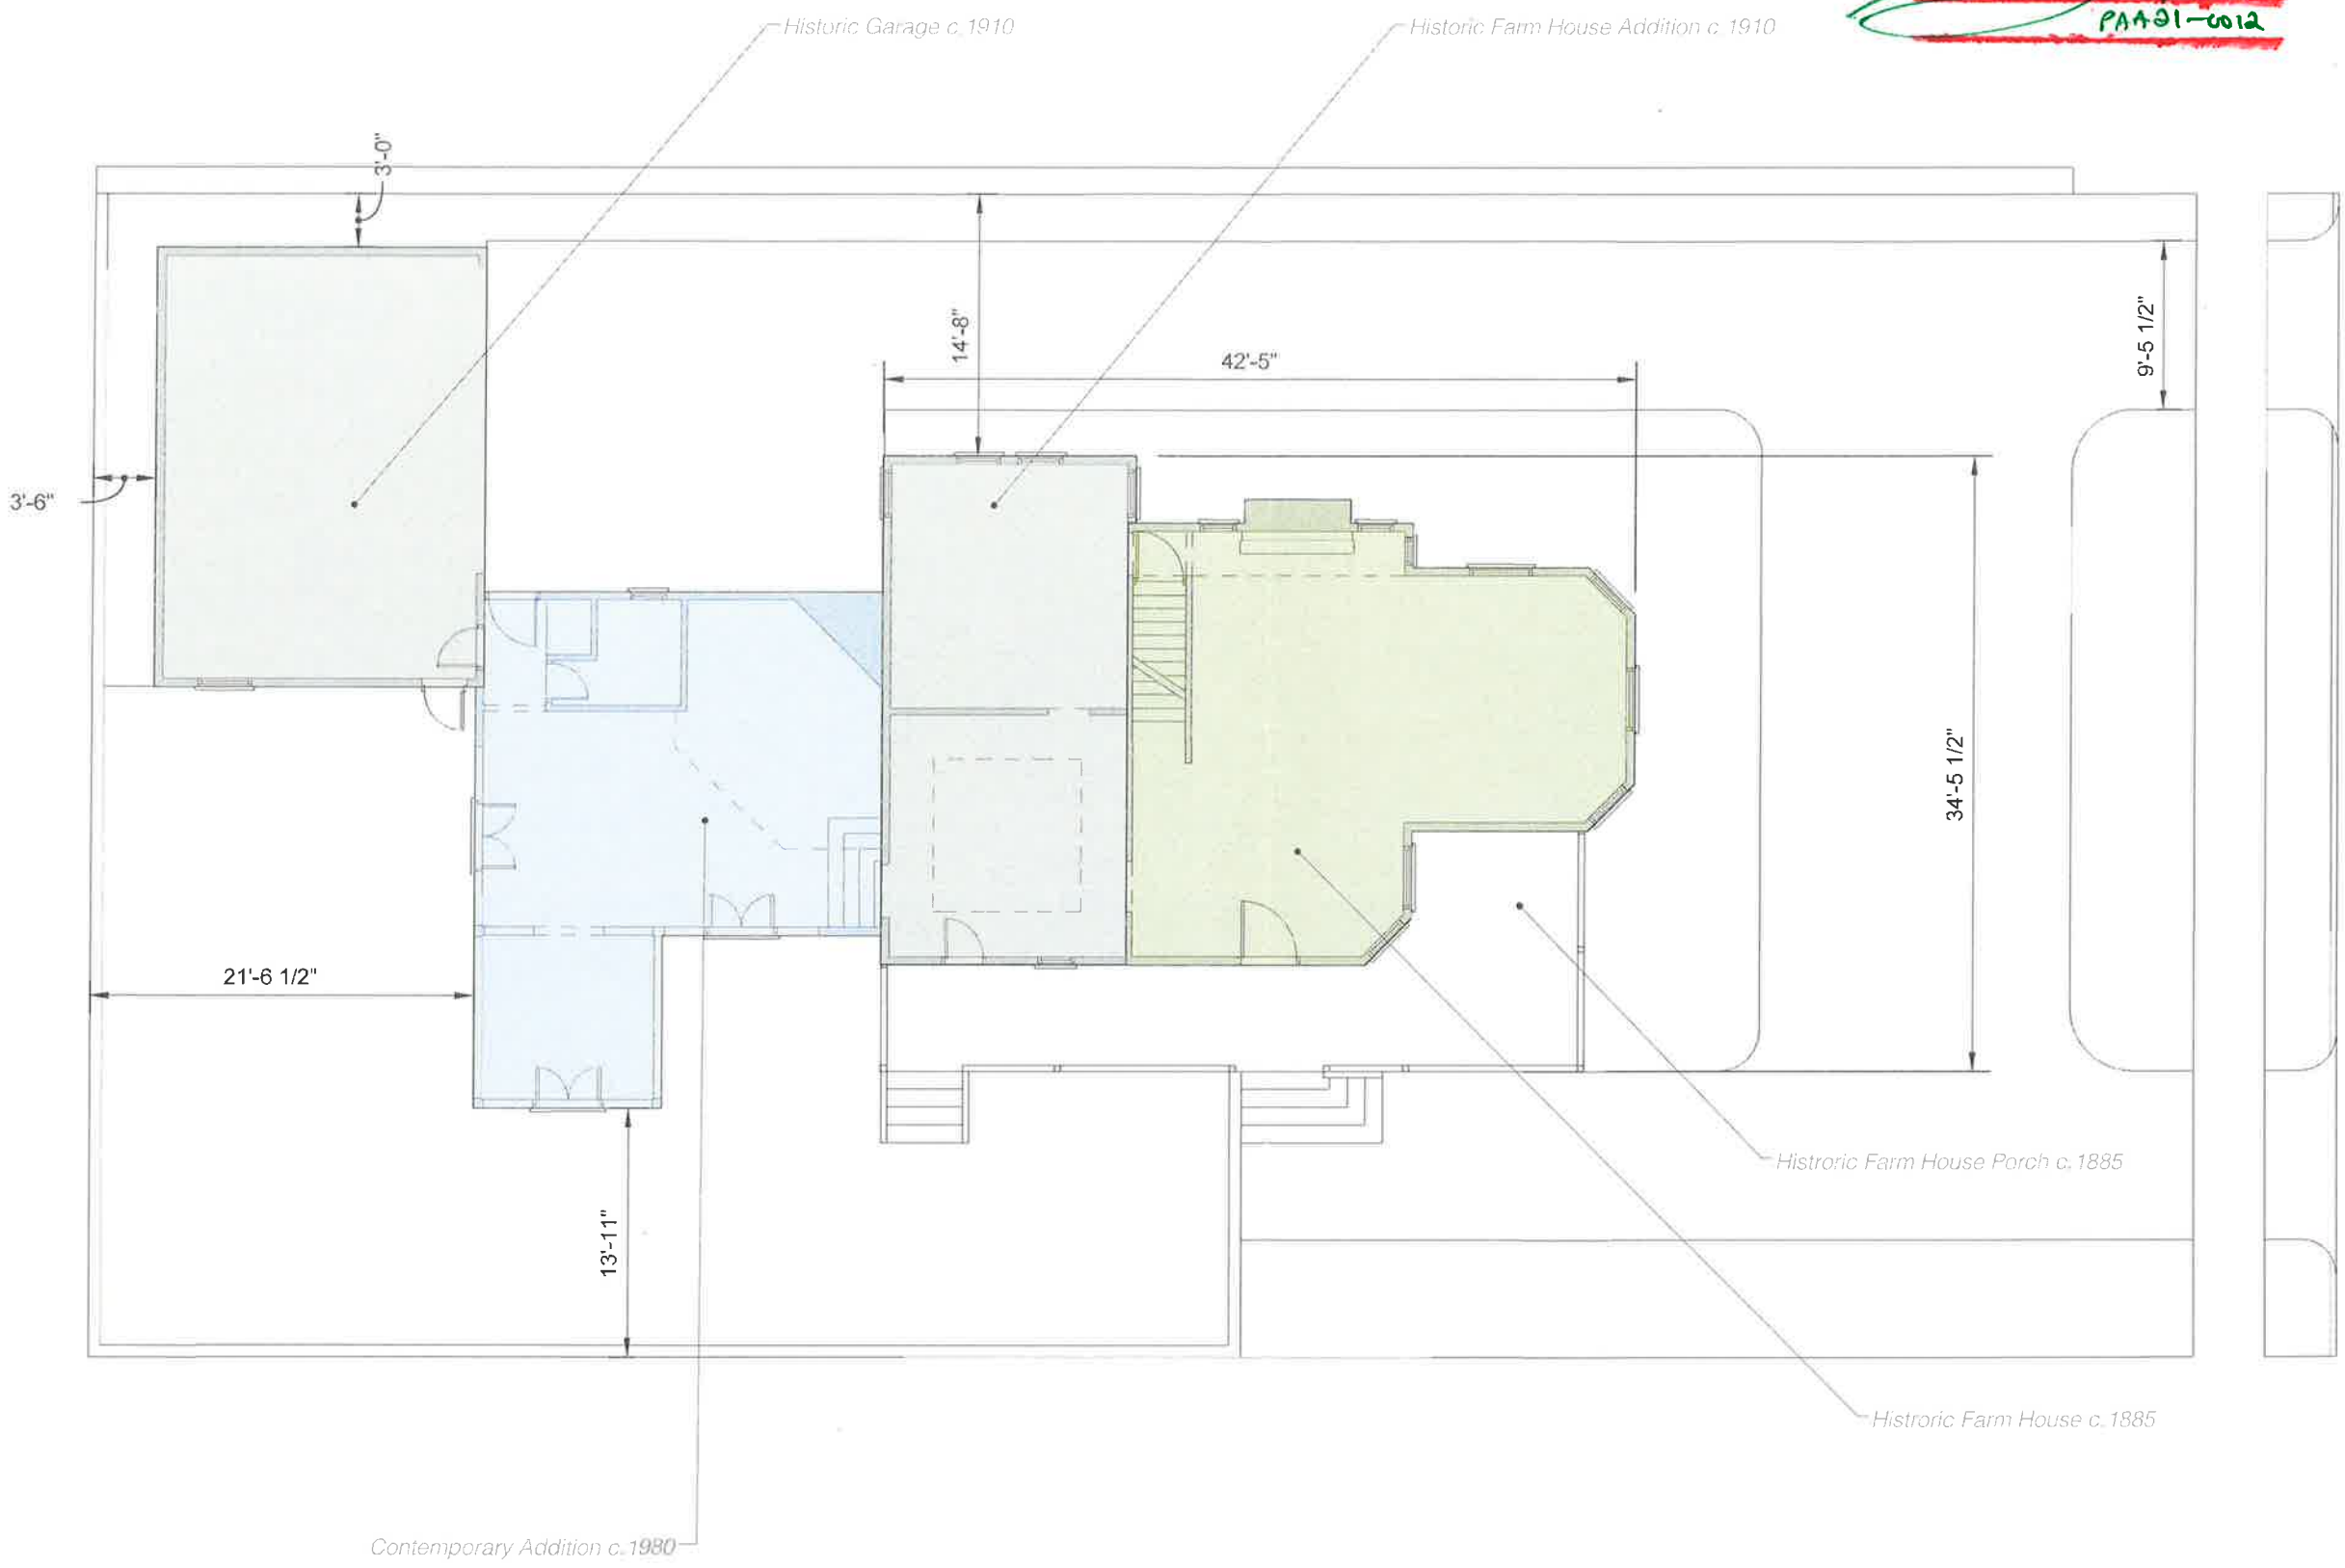 Historic Garage c.1910
Historic Farm House Addition c.1910
PAA21-0012
3'-0"
14'-8"
42'-5"
9'-5 1/2"
3'-6"
34'-5 1/2"
21'-6 1/2"
13'-11"
Histroric Farm House Porch c.1885
Histroric Farm House c.1885
Contemporary Addition c.1980